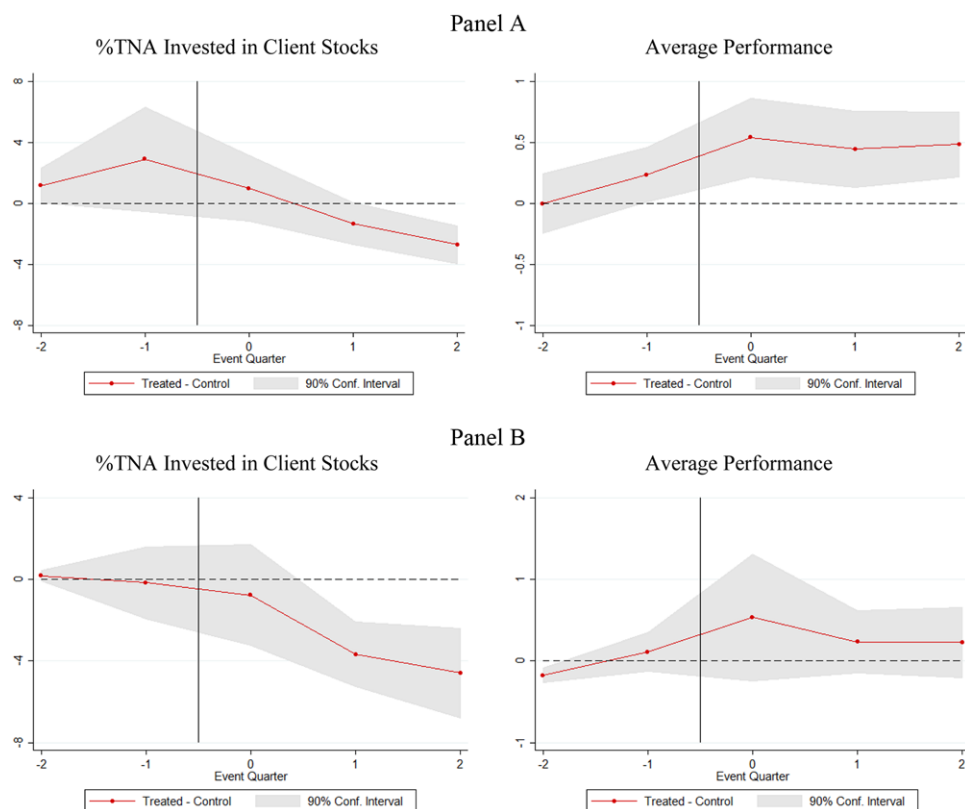 Panel A
%TNA Invested in Client Stocks
8
4
0
-4
-8
-2
-1
0
1
2
Event Quarter
Treated - Control
90% Conf. Interval
Average Performance
1
0.5
0
-0.5
-1
-2
-1
0
1
2
Event Quarter
Treated - Control
90% Conf. Interval
Panel B
%TNA Invested in Client Stocks
4
0
-4
-8
-2
-1
0
1
2
Event Quarter
Treated - Control
90% Conf. Interval
Average Performance
2
1
0
-1
-2
-1
0
1
2
Event Quarter
Treated - Control
90% Conf. Interval